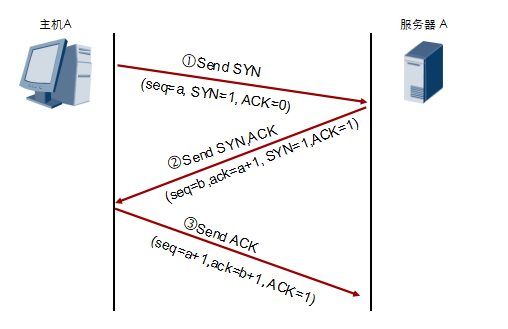 主机A
服务器 A
①Send SYN
(seq=a, SYN=1, ACK=0)
②Send SYN,ACK
(seq=b,ack=a+1, SYN=1,ACK=1)
③Send ACK
(seq=a+1,ack=b+1, ACK=1)